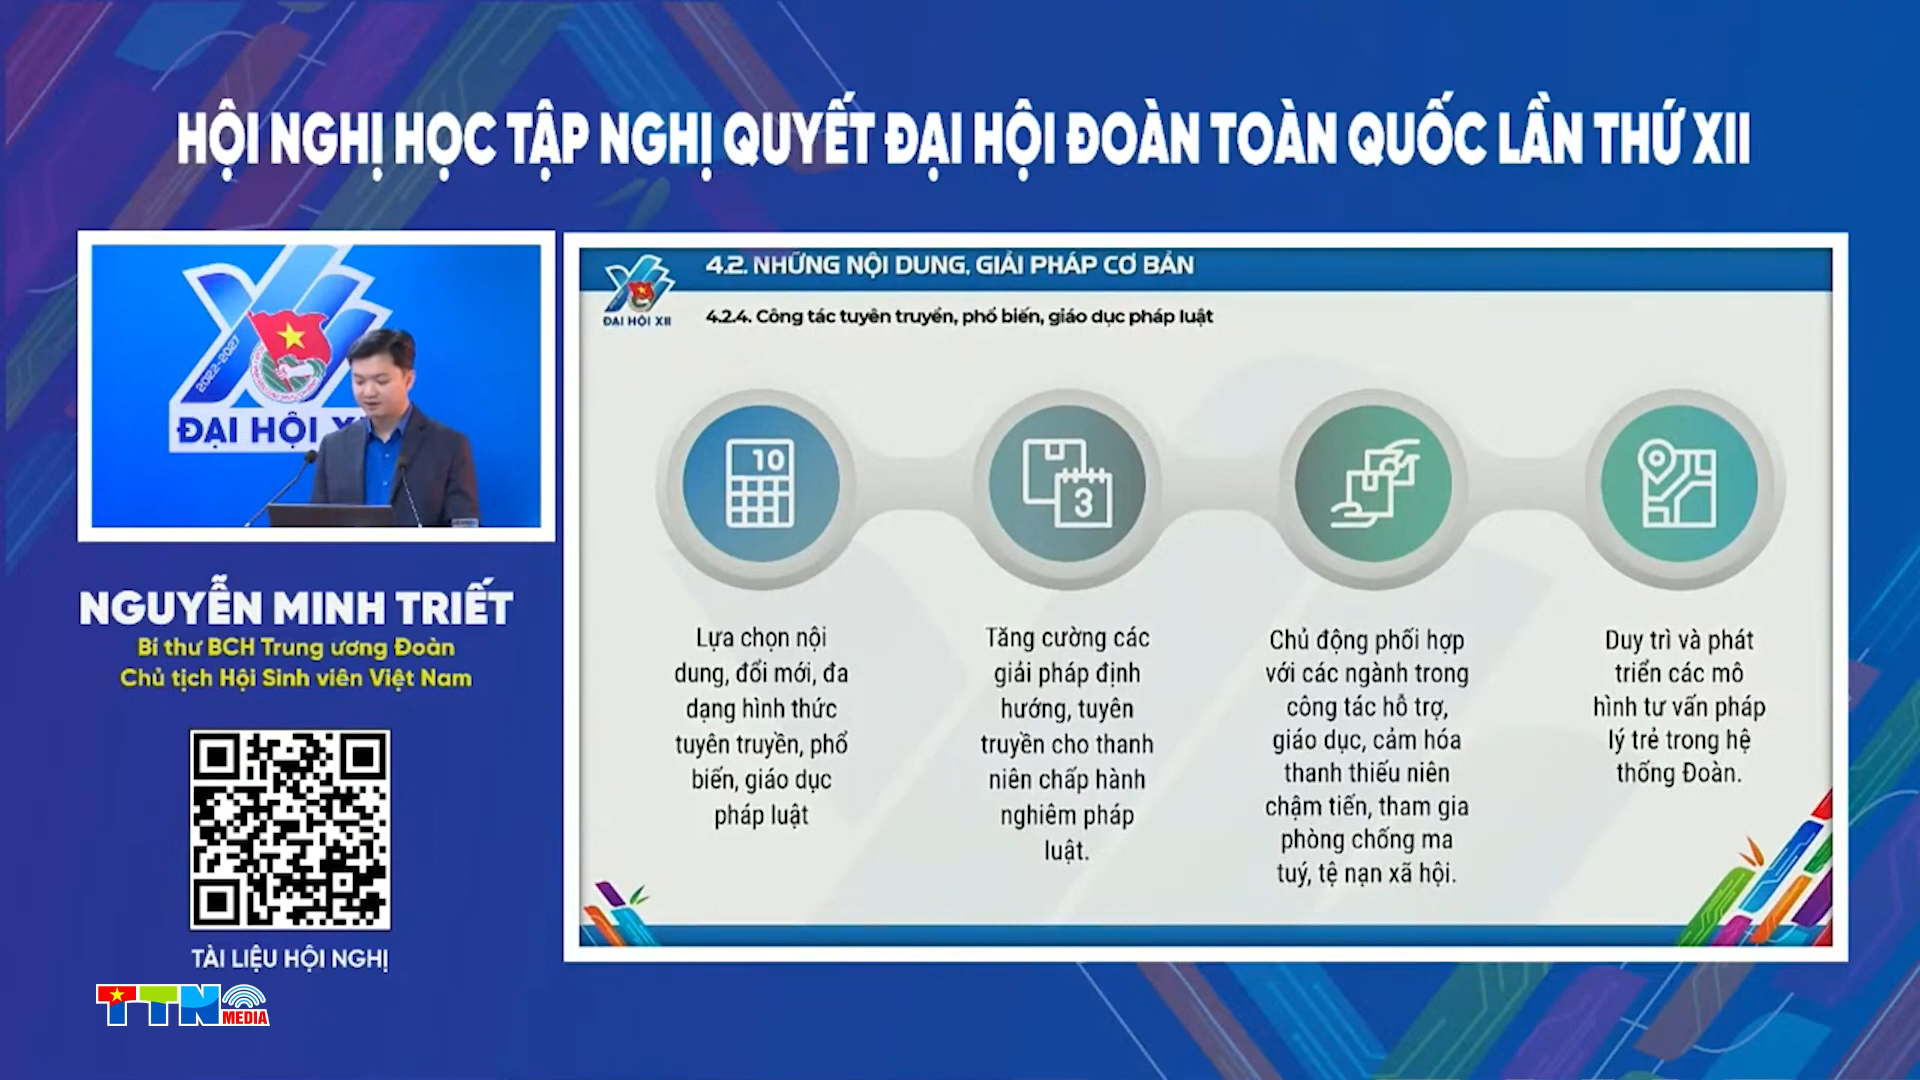 HỘI NGHỊ HỌC TẬP NGHỊ QUYẾT ĐẠI HỘI ĐOÀN TOÀN QUỐC LẦN THỨ XII
2022-2027
ĐẠI HỘI
NGUYỄN MINH TRIẾT
Bí thư BCH Trung ương Đoàn
Chủ tịch Hội Sinh viên Việt Nam
TÀI LIỆU HỘI NGHỊ
TTN
MEDIA
ĐẠI HỘI XII
4.2. NHỮNG NỘI DUNG, GIẢI PHÁP CƠ BẢN
4.2.4. Công tác tuyên truyền, phổ biến, giáo dục pháp luật
10
3
Lựa chọn nội
dung, đổi mới, đa
dạng hình thức
tuyên truyền, phổ
biến, giáo dục
pháp luật
Tăng cường các
giải pháp định
hướng, tuyên
truyền cho thanh
niên chấp hành
nghiêm pháp
luật.
Chủ động phối hợp
với các ngành trong
công tác hỗ trợ,
giáo dục, cảm hóa
thanh thiếu niên
chậm tiến, tham gia
phòng chống ma
tuý, tệ nạn xã hội.
Duy trì và phát
triển các mô
hình tư vấn pháp
lý trẻ trong hệ
thống Đoàn.